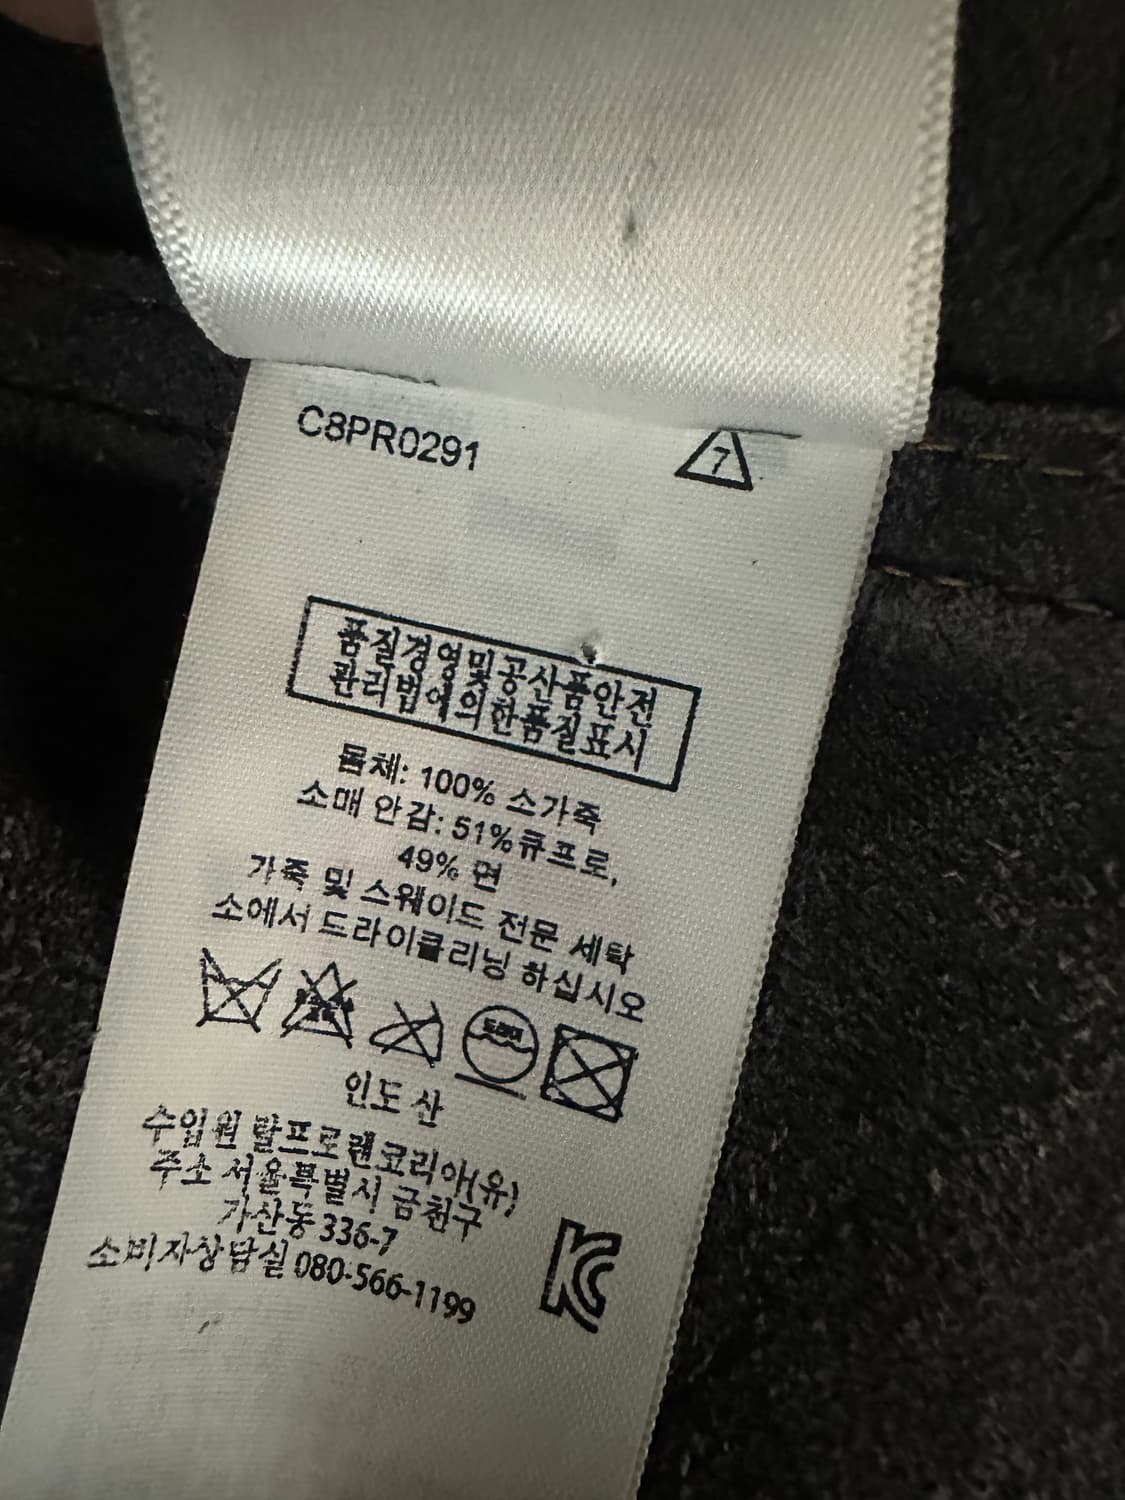 C8PR0291
7
품질경영및공산품안전
관리법에의한품질표시
몸체: 100% 소가죽
소매 안감: 51%큐프로,
49% 면
가죽 및 스웨이드 전문 세탁
소에서 드라이클리닝 하십시오
드라이
인도 산
수입원 랄프로렌코리아(유)
주소 서울특별시 금천구
가산동 336-7
소비자상담실 080-566-1199